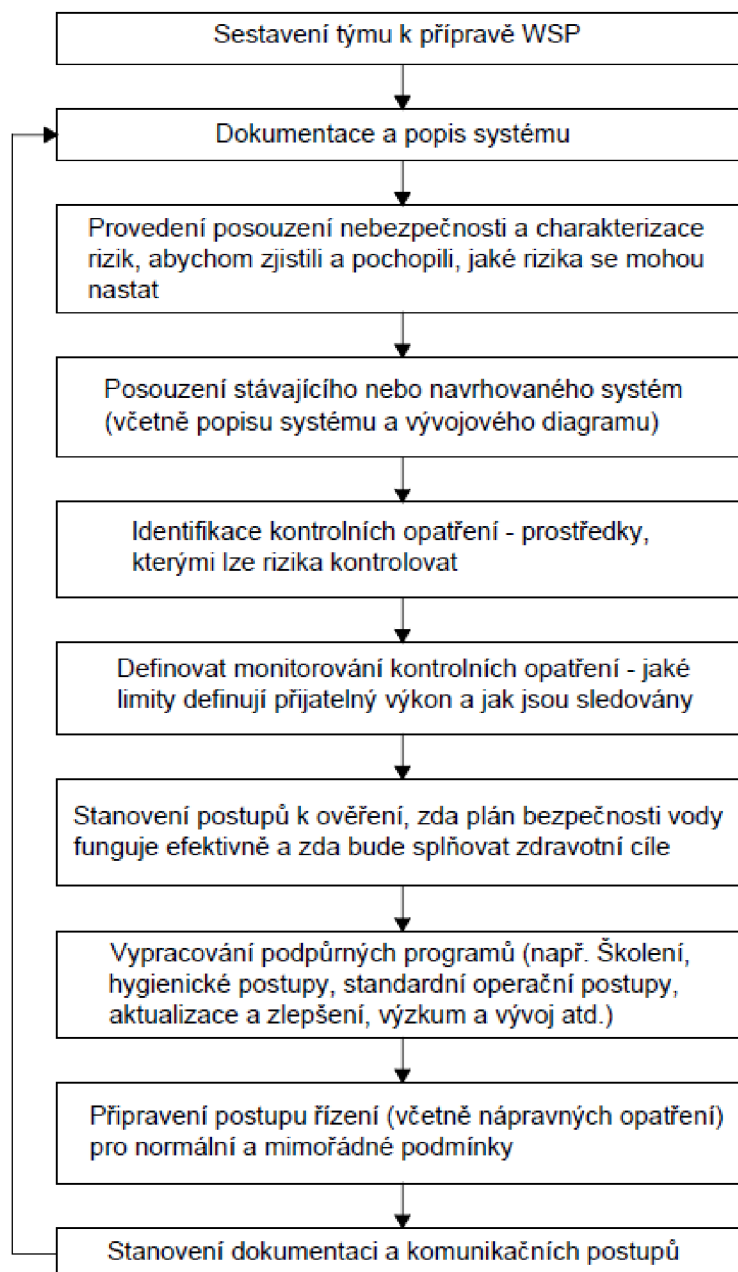 Sestavení týmu k přípravě WSP
Dokumentace a popis systému
Provedení posouzení nebezpečnosti a charakterizace
rizik, abychom zjistili a pochopili, jaké rizika se mohou
nastat
Posouzení stávajícího nebo navrhovaného systém
(včetně popisu systému a vývojového diagramu)
Identifikace kontrolních opatření - prostředky,
kterými lze rizika kontrolovat
Definovat monitorování kontrolních opatření - jaké
limity definují přijatelný výkon a jak jsou sledovány
Stanovení postupů k ověření, zda plán bezpečnosti vody
funguje efektivně a zda bude splňovat zdravotní cíle
Vypracování podpůrných programů (např. Školení,
hygienické postupy, standardní operační postupy,
aktualizace a zlepšení, výzkum a vývoj atd.)
Připravení postupu řízení (včetně nápravných opatření)
pro normální a mimořádné podmínky
Stanovení dokumentaci a komunikačních postupů